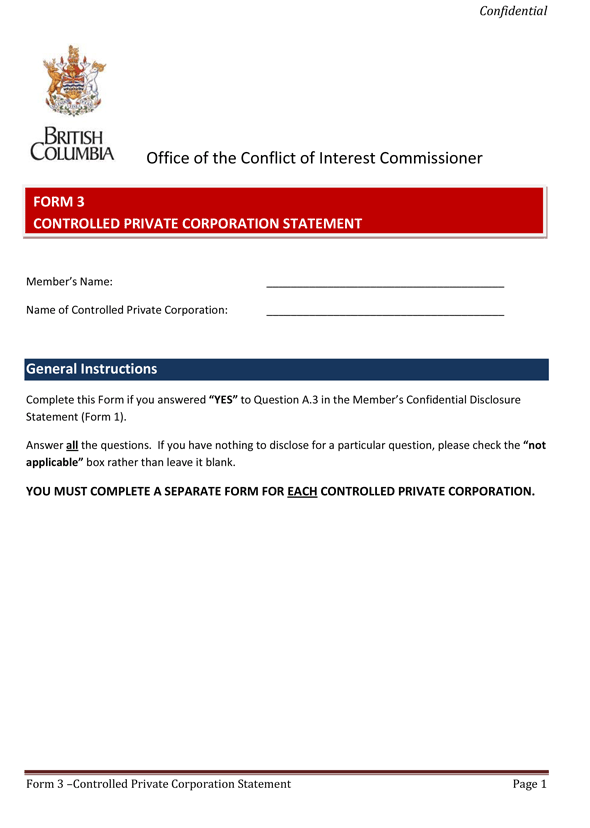 Confidential
BRITISH
COLUMBIA
Office of the Conflict of Interest Commissioner
FORM 3
CONTROLLED PRIVATE CORPORATION STATEMENT
Member’s Name: ________________________________________
Name of Controlled Private Corporation: ________________________________________
General Instructions
Complete this Form if you answered “YES” to Question A.3 in the Member’s Confidential Disclosure
Statement (Form 1).
Answer all the questions.  If you have nothing to disclose for a particular question, please check the “not
applicable” box rather than leave it blank.
YOU MUST COMPLETE A SEPARATE FORM FOR EACH CONTROLLED PRIVATE CORPORATION.
Form 3 –Controlled Private Corporation Statement Page 1